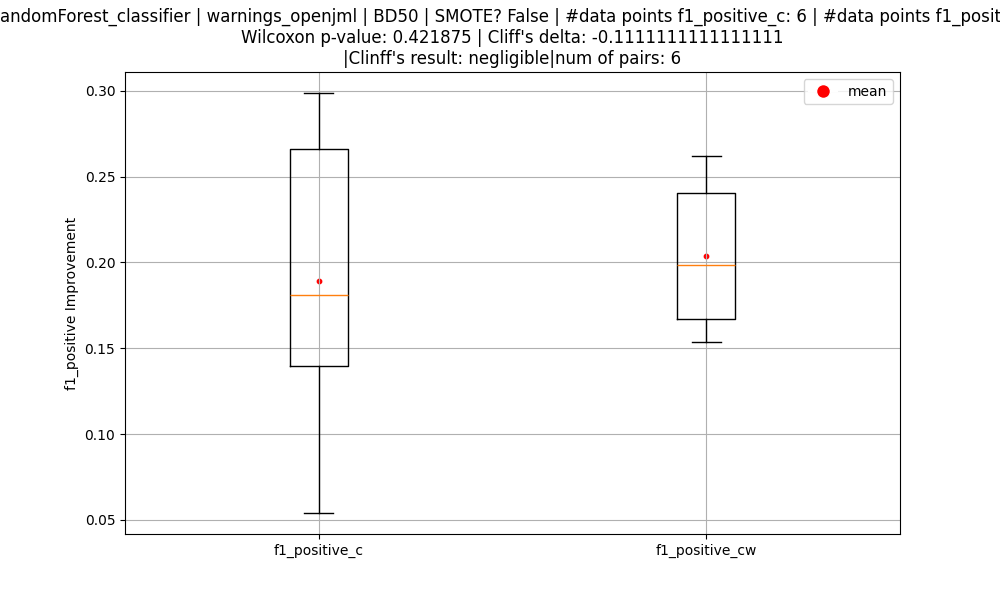 andomForest_classifier | warnings_openjml | BD50 | SMOTE? False | #data points f1_positive_c: 6 | #data points f1_posit
Wilcoxon p-value: 0.421875 | Cliff's delta: -0.1111111111111111
|Clinff's result: negligible|num of pairs: 6
mean
0.30
0.25
0.20
0.15
0.10
0.05
f1_positive Improvement
f1_positive_c
f1_positive_cw